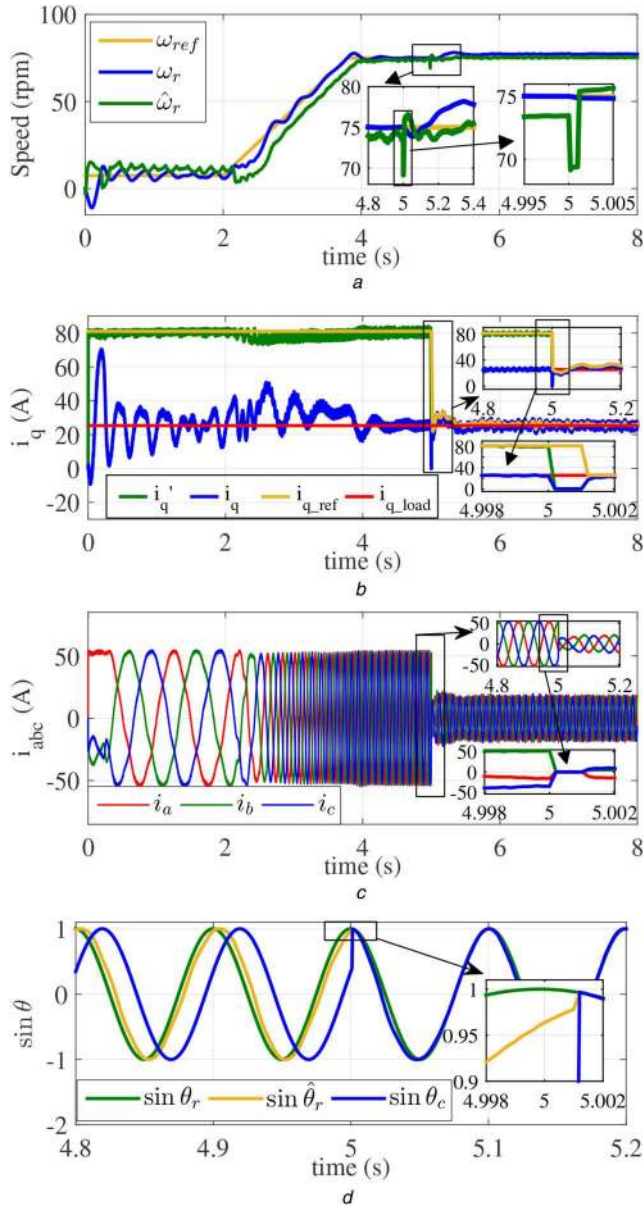 100
ω_ref
ω_r
ω̂_r
Speed (rpm)
50
0
80
75
70
4.8 5 5.2 5.4
75
70
4.995 5 5.005
0 2 4 6 8
time (s)
a
80
60
40
20
0
-30
i_q (A)
80
40
0
4.8 5 5.2
80
40
0
4.998 5 5.002
i_q' i_q i_q_ref i_q_load
0 2 4 6 8
time (s)
b
100
50
0
-50
i_abc (A)
50
0
-50
4.8 5 5.2
50
0
-50
4.998 5 5.002
i_a i_b i_c
0 2 4 6 8
time (s)
c
1
0
-1
-2
sin θ
1
0.95
0.9
4.998 5 5.002
sin θ_r sin θ̂_r sin θ_c
4.8 4.9 5 5.1 5.2
time (s)
d